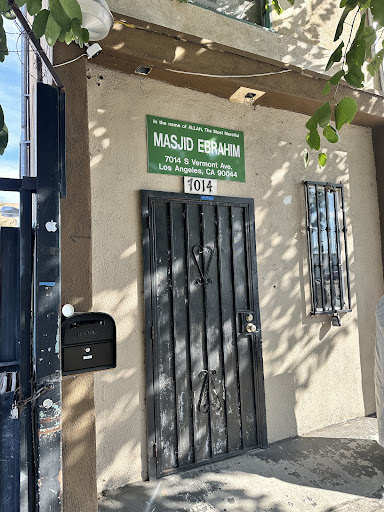 In the name of ALLAH, The Most Merciful
MASJID EBRAHIM
7014 S Vermont Ave.
Los Angeles, CA 90044
7014